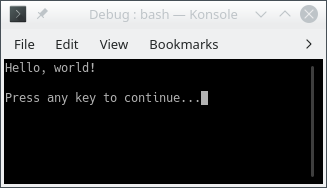 Debug : bash — Konsole
File Edit View Bookmarks
Hello, world!
Press any key to continue...